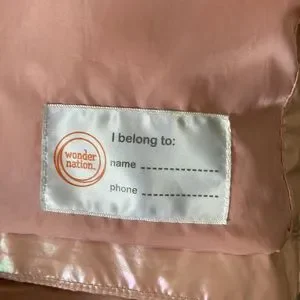 wonder
nation.
I belong to:
name ----------------
phone ----------------